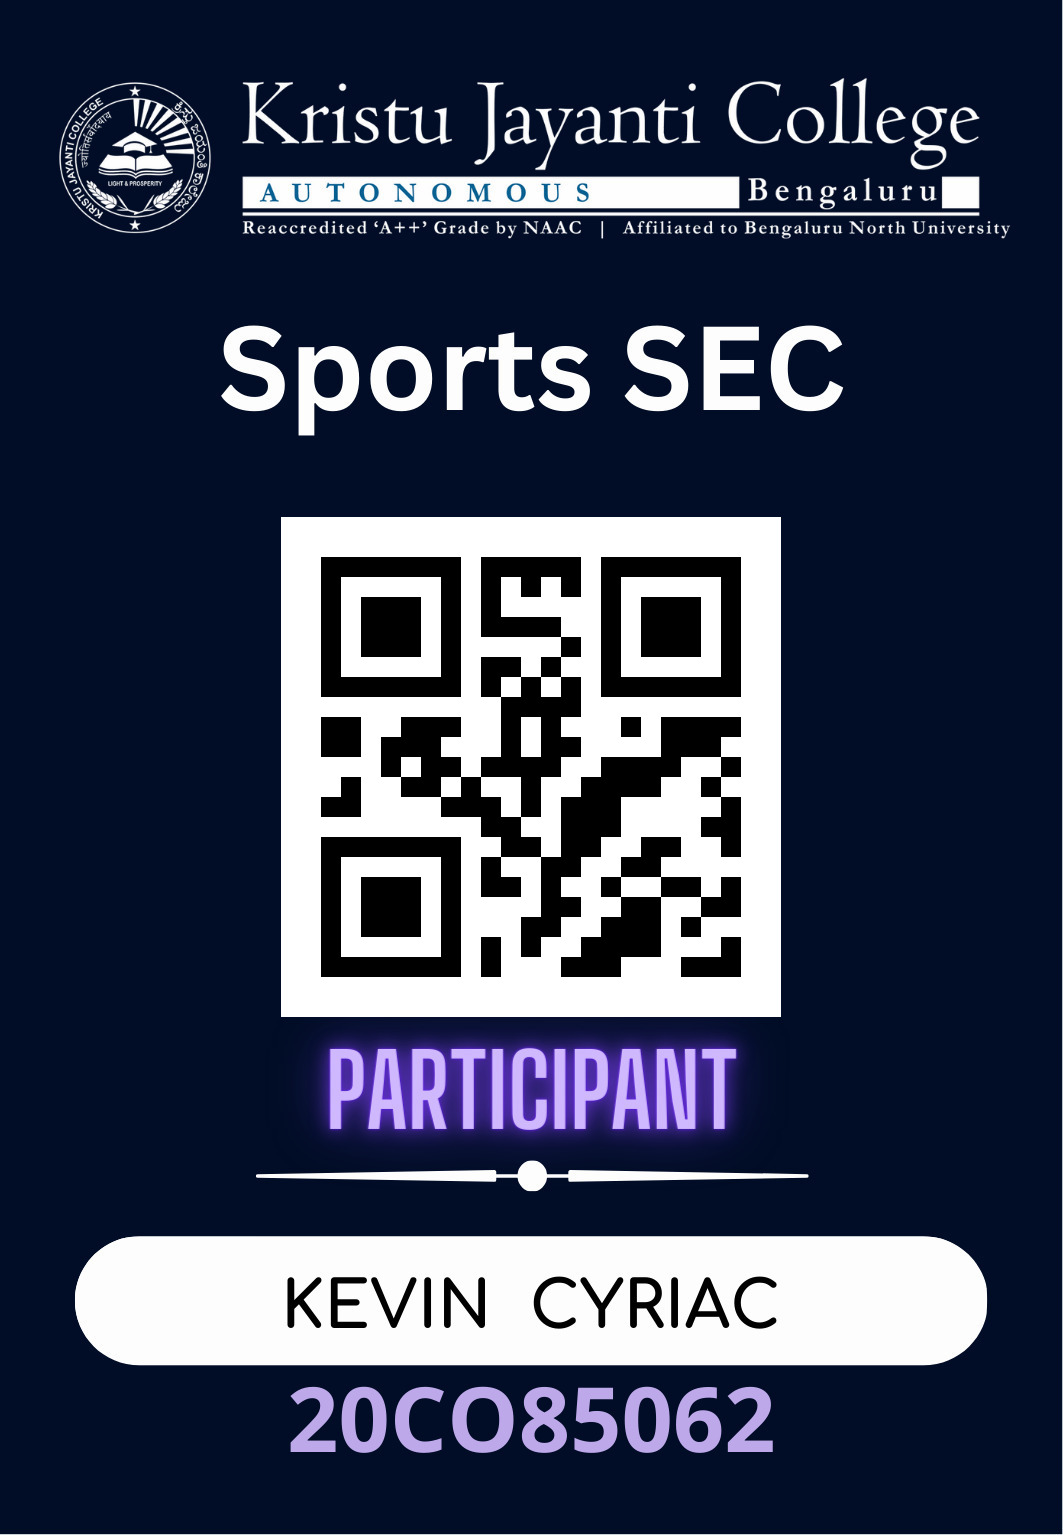 KRISTU JAYANTI COLLEGE
ज्योतिसंवादयाय
LIGHT & PROSPERITY
Kristu Jayanti College
AUTONOMOUS Bengaluru
Reaccredited ‘A++’ Grade by NAAC | Affiliated to Bengaluru North University
Sports SEC
PARTICIPANT
KEVIN CYRIAC
20CO85062